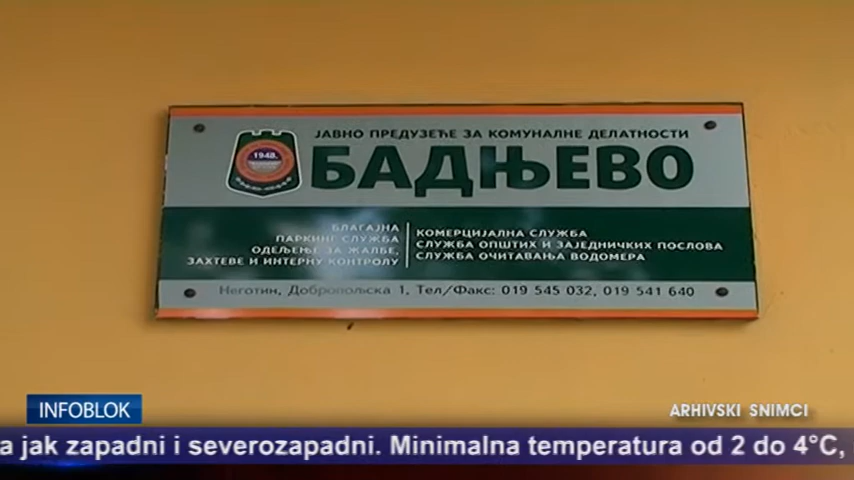 ЈАВНО ПРЕДУЗЕЋЕ ЗА КОМУНАЛНЕ ДЕЛАТНОСТИ
1948.
БАДЊЕВО
БЛАГАЈНА
ПАРКИНГ СЛУЖБА
ОДЕЉЕЊЕ ЗА ЖАЛБЕ,
ЗАХТЕВЕ И ИНТЕРНУ КОНТРОЛУ
КОМЕРЦИЈАЛНА СЛУЖБА
СЛУЖБА ОПШТИХ И ЗАЈЕДНИЧКИХ ПОСЛОВА
СЛУЖБА ОЧИТАВАЊА ВОДОМЕРА
Неготин, Добропољска 1, Тел/Факс: 019 545 032, 019 541 640
INFOBLOK
ARHIVSKI SNIMCI
a jak zapadni i severozapadni. Minimalna temperatura od 2 do 4°C,